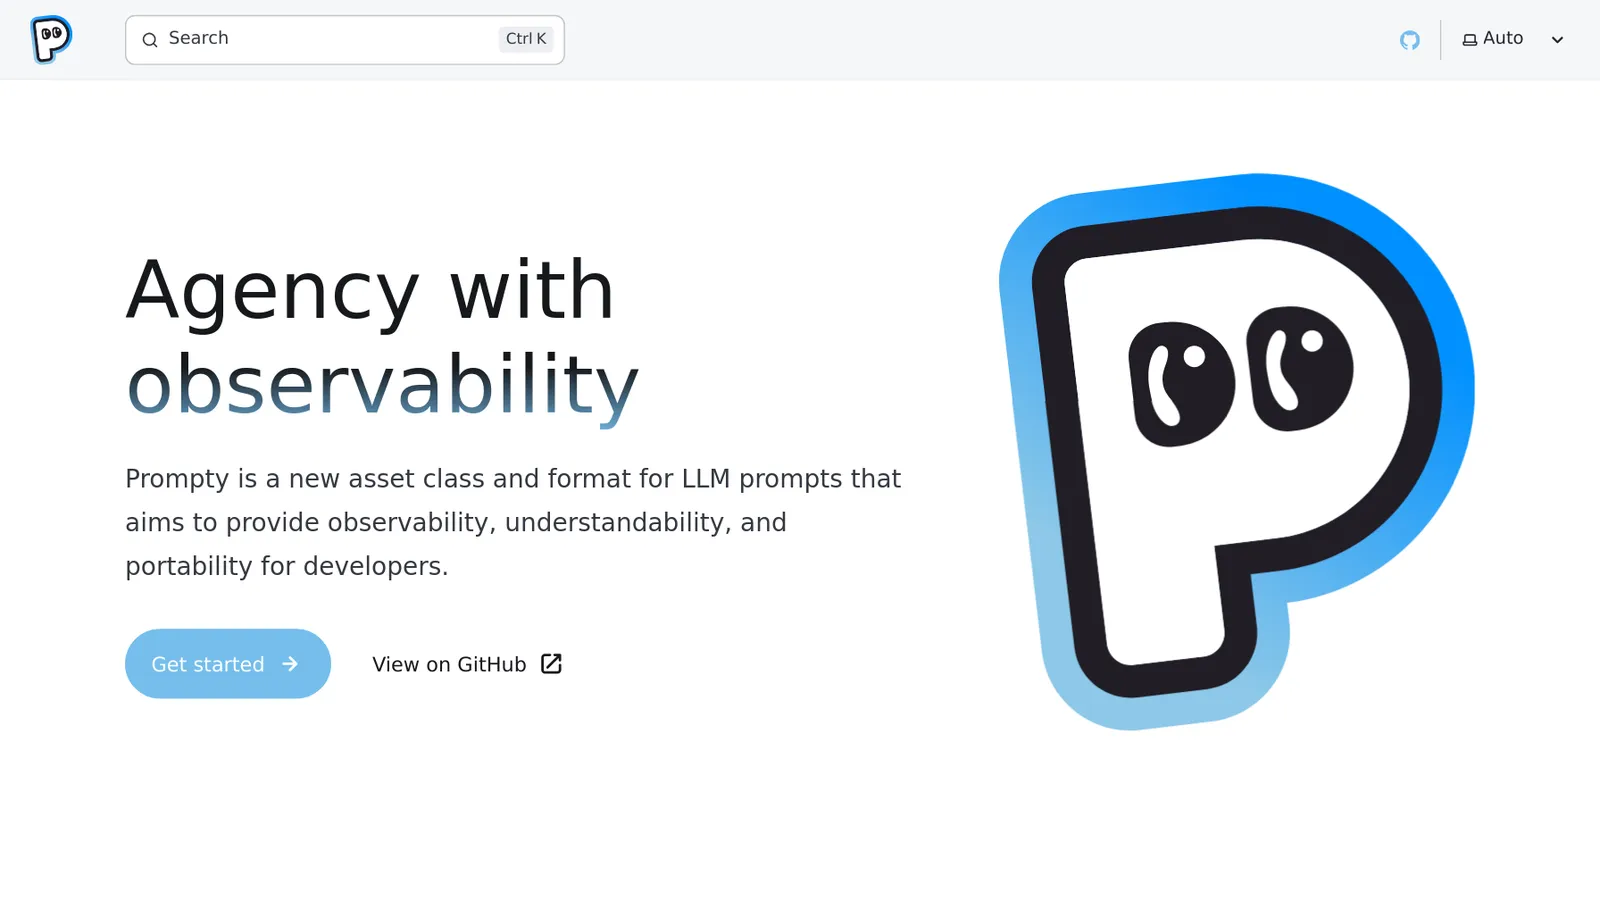 Search
Ctrl K
Auto
Agency with
observability
Prompty is a new asset class and format for LLM prompts that
aims to provide observability, understandability, and
portability for developers.
Get started
View on GitHub